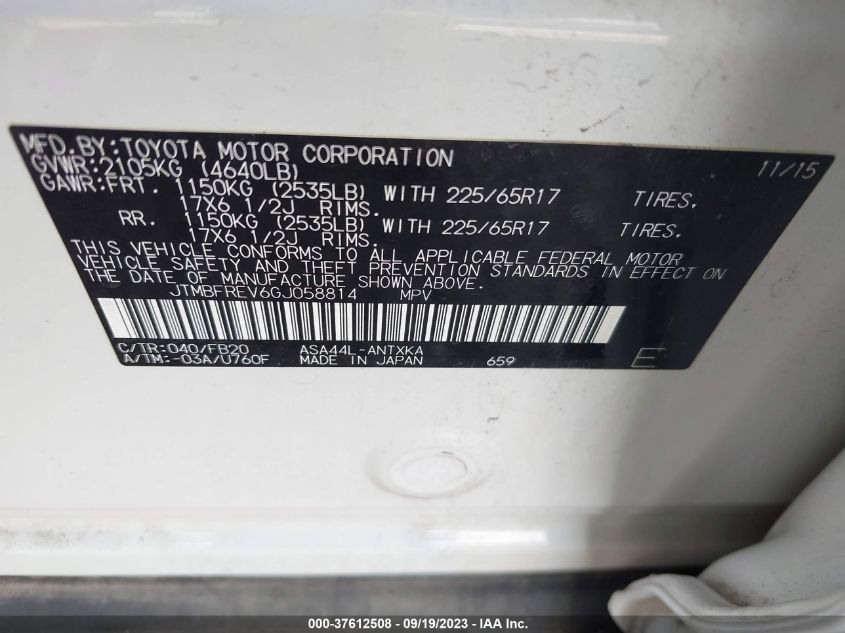 MFD.BY:TOYOTA MOTOR CORPORATION 11/15
GVWR:2105KG (4640LB)
GAWR:FRT. 1150KG (2535LB) WITH 225/65R17 TIRES.
17X6 1/2J RIMS.
RR. 1150KG (2535LB) WITH 225/65R17 TIRES.
17X6 1/2J RIMS.
THIS VEHICLE CONFORMS TO ALL APPLICABLE FEDERAL MOTOR
VEHICLE SAFETY AND THEFT PREVENTION STANDARDS IN EFFECT ON
THE DATE OF MANUFACTURE SHOWN ABOVE.
JTMBFREV6GJ058814 MPV
C/TR:040/FB20 ASA44L-ANTXKA
A/TM:-03A/U760F MADE IN JAPAN 659 E
000-37612508 - 09/19/2023 - IAA Inc.